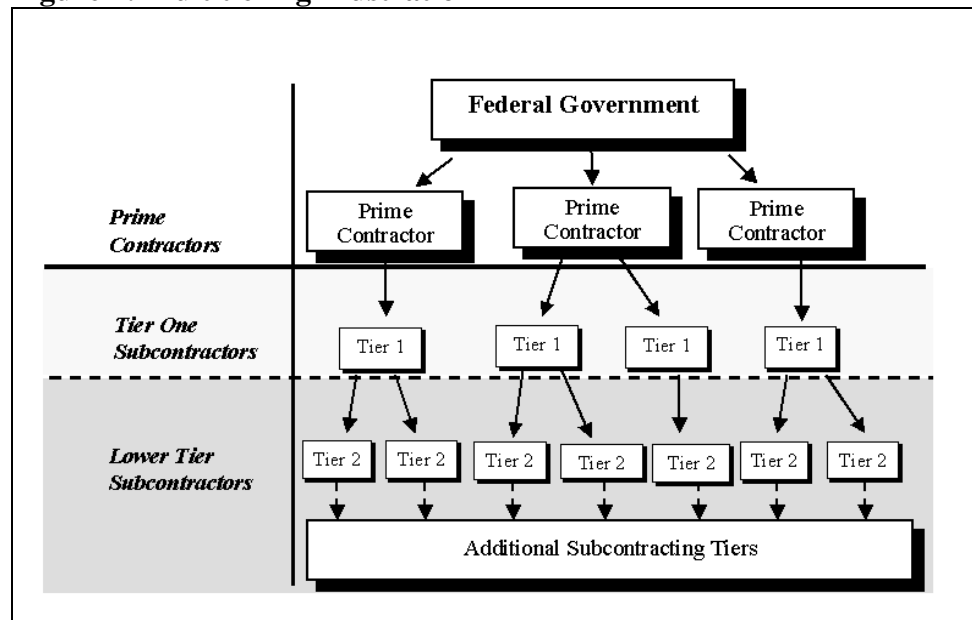 Federal Government
Prime
Contractors
Prime
Contractor
Prime
Contractor
Prime
Contractor
Tier One
Subcontractors
Tier 1
Tier 1
Tier 1
Tier 1
Lower Tier
Subcontractors
Tier 2
Tier 2
Tier 2
Tier 2
Tier 2
Tier 2
Tier 2
Additional Subcontracting Tiers